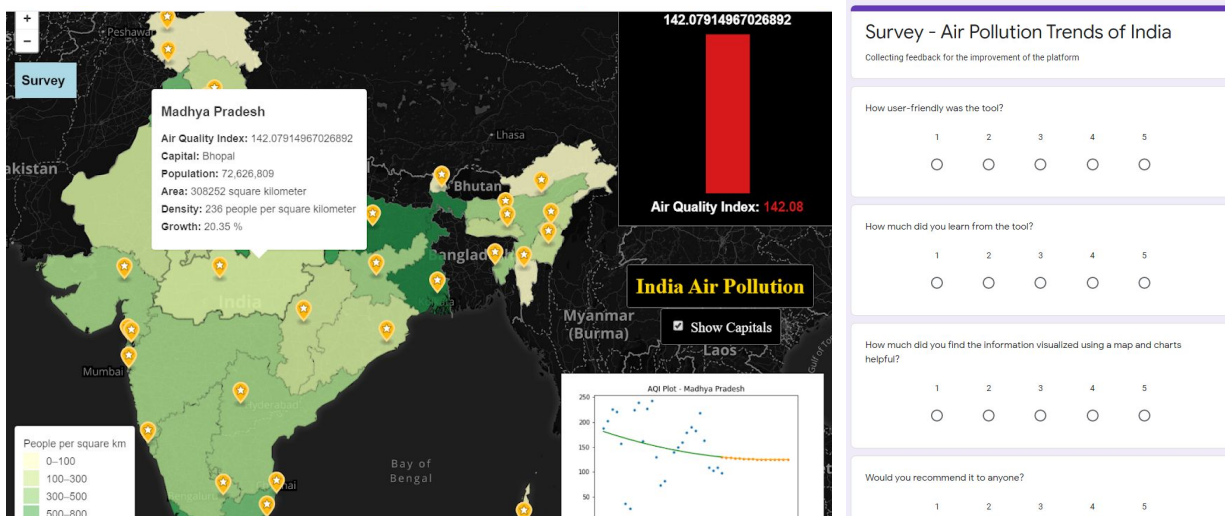 +
−
Survey
Peshawar
akistan
Madhya Pradesh
Air Quality Index: 142.07914967026892
Capital: Bhopal
Population: 72,626,809
Area: 308252 square kilometer
Density: 236 people per square kilometer
Growth: 20.35 %
Lhasa
Bhutan
Banglad
India
Mumbai
Hyderabad
Myanmar
(Burma)
Laos
Bay of
Bengal
Bengaluru
nai
Gulf of To
142.07914967026892
Air Quality Index: 142.08
India Air Pollution
Show Capitals
AQI Plot - Madhya Pradesh
250
200
150
100
50
People per square km
0–100
100–300
300–500
500–800
Survey - Air Pollution Trends of India
Collecting feedback for the improvement of the platform
How user-friendly was the tool?
1 2 3 4 5
How much did you learn from the tool?
1 2 3 4 5
How much did you find the information visualized using a map and charts
helpful?
1 2 3 4 5
Would you recommend it to anyone?
1 2 3 4 5